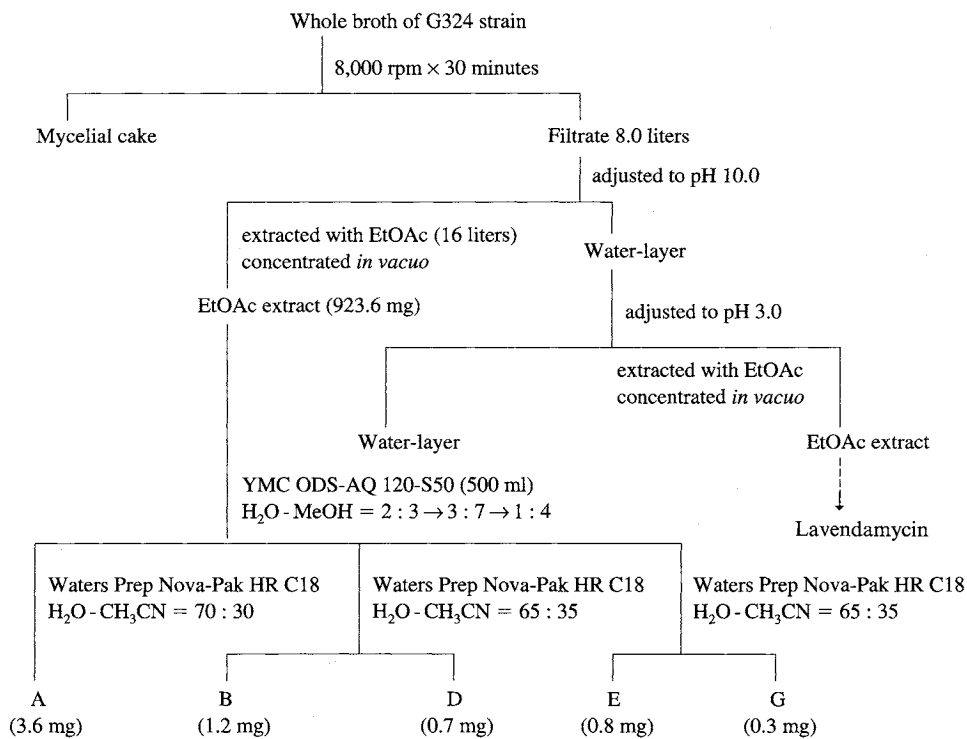 Whole broth of G324 strain
8,000 rpm × 30 minutes
Mycelial cake
Filtrate 8.0 liters
adjusted to pH 10.0
extracted with EtOAc (16 liters)
concentrated in vacuo
Water-layer
EtOAc extract (923.6 mg)
adjusted to pH 3.0
extracted with EtOAc
concentrated in vacuo
Water-layer
EtOAc extract
YMC ODS-AQ 120-S50 (500 ml)
H₂O - MeOH = 2 : 3 → 3 : 7 → 1 : 4
Lavendamycin
Waters Prep Nova-Pak HR C18
H₂O - CH₃CN = 70 : 30
Waters Prep Nova-Pak HR C18
H₂O - CH₃CN = 65 : 35
Waters Prep Nova-Pak HR C18
H₂O - CH₃CN = 65 : 35
A
(3.6 mg)
B
(1.2 mg)
D
(0.7 mg)
E
(0.8 mg)
G
(0.3 mg)